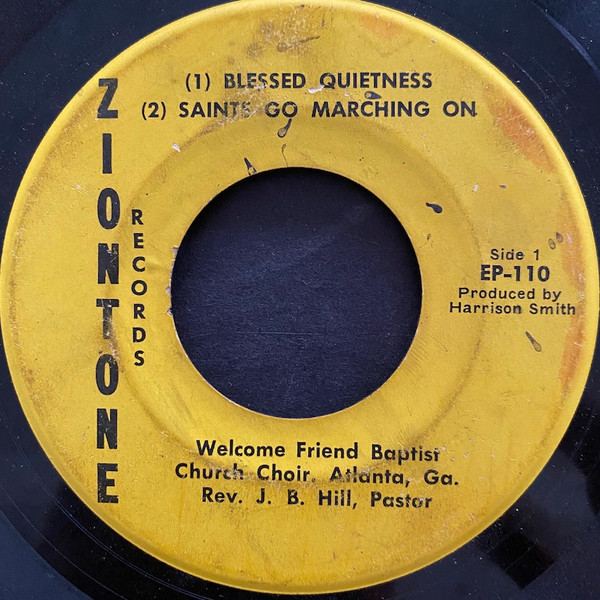 (1) BLESSED QUIETNESS
(2) SAINTS GO MARCHING ON
ZIONTONE
RECORDS
Side 1
EP-110
Produced by
Harrison Smith
Welcome Friend Baptist
Church Choir, Atlanta, Ga.
Rev. J. B. Hill, Pastor